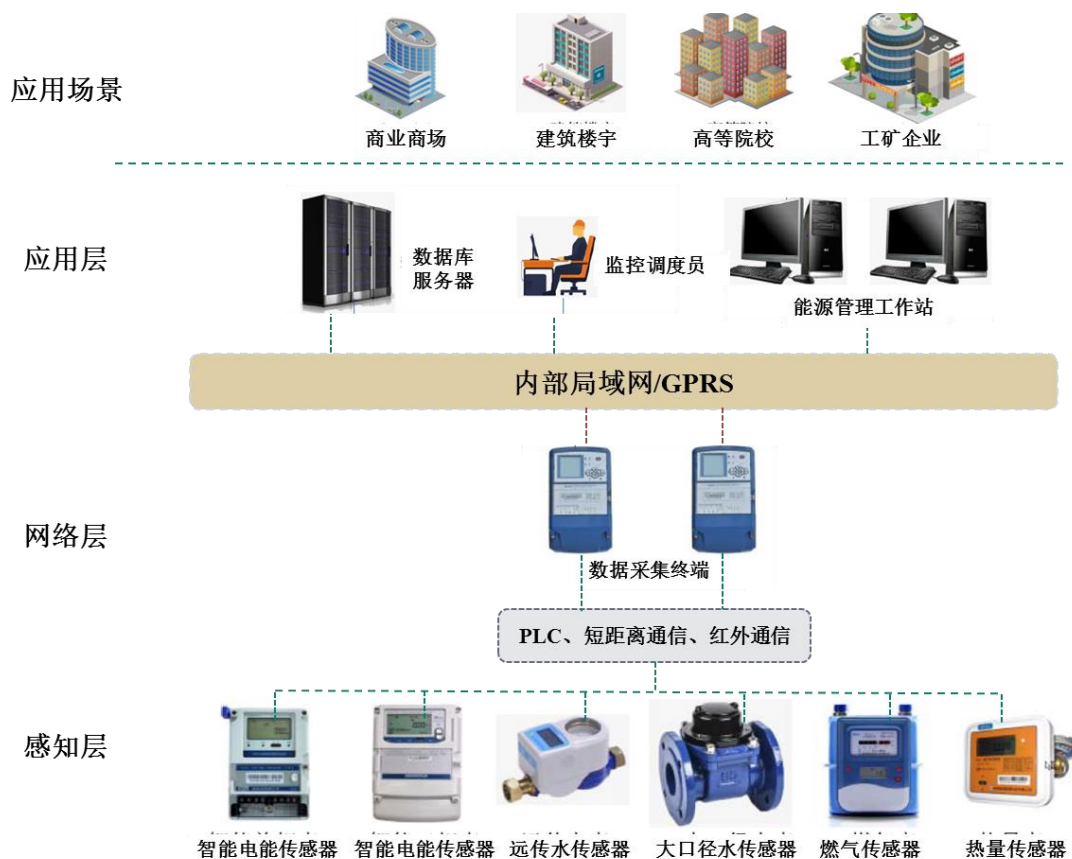 应用场景
商业商场
建筑楼宇
高等院校
工矿企业
应用层
数据库
服务器
监控调度员
能源管理工作站
内部局域网/GPRS
网络层
数据采集终端
PLC、短距离通信、红外通信
感知层
智能电能传感器
智能电能传感器
远传水传感器
大口径水传感器
燃气传感器
热量传感器